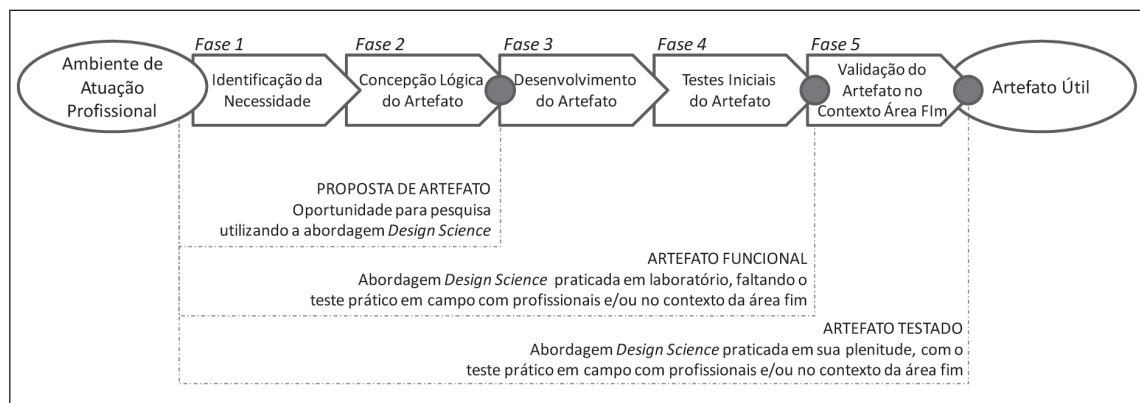 Ambiente de
Atuação
Profissional
Fase 1
Identificação da
Necessidade
Fase 2
Concepção Lógica
do Artefato
Fase 3
Desenvolvimento
do Artefato
Fase 4
Testes Iniciais
do Artefato
Fase 5
Validação do
Artefato no
Contexto Área FIm
Artefato Útil
PROPOSTA DE ARTEFATO
Oportunidade para pesquisa
utilizando a abordagem Design Science
ARTEFATO FUNCIONAL
Abordagem Design Science praticada em laboratório, faltando o
teste prático em campo com profissionais e/ou no contexto da área fim
ARTEFATO TESTADO
Abordagem Design Science praticada em sua plenitude, com o
teste prático em campo com profissionais e/ou no contexto da área fim